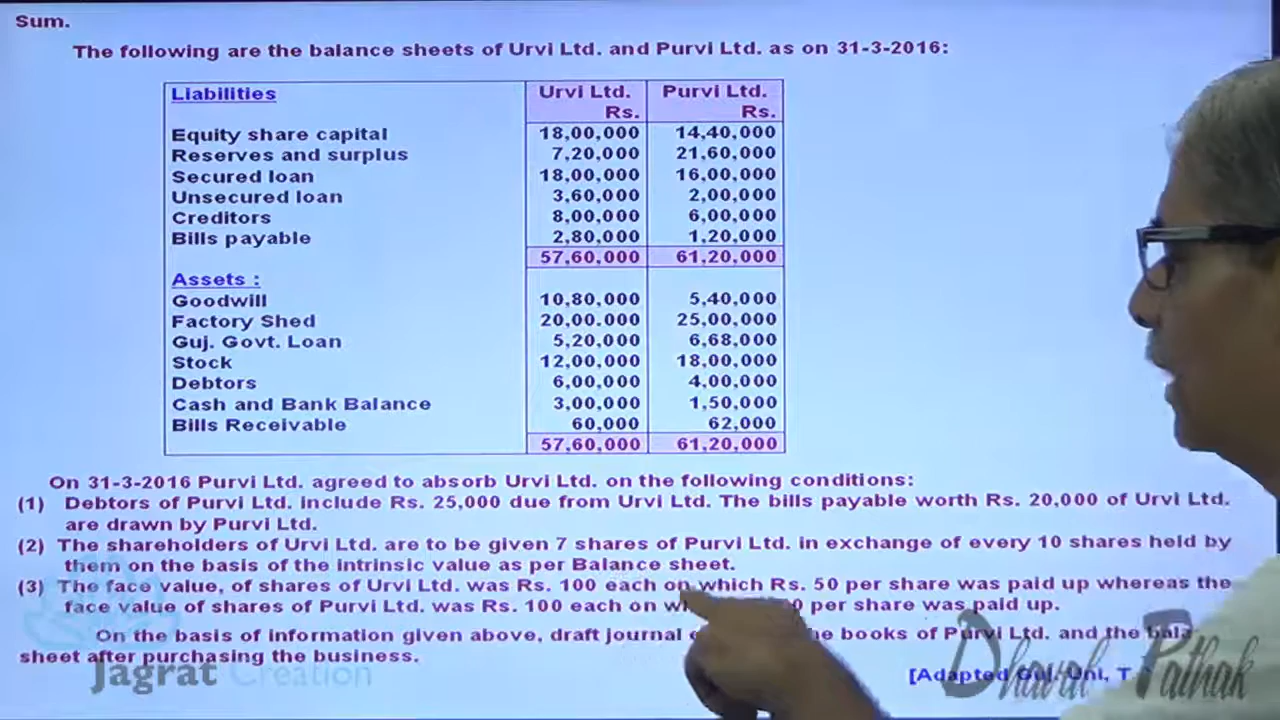 Sum.
The following are the balance sheets of Urvi Ltd. and Purvi Ltd. as on 31-3-2016:
Liabilities Urvi Ltd. Purvi Ltd.
Rs. Rs.
Equity share capital 18,00,000 14,40,000
Reserves and surplus 7,20,000 21,60,000
Secured loan 18,00,000 16,00,000
Unsecured loan 3,60,000 2,00,000
Creditors 8,00,000 6,00,000
Bills payable 2,80,000 1,20,000
57,60,000 61,20,000
Assets :
Goodwill 10,80,000 5,40,000
Factory Shed 20,00.000 25,00,000
Guj. Govt. Loan 5,20,000 6,68,000
Stock 12,00,000 18,00,000
Debtors 6,00,000 4,00,000
Cash and Bank Balance 3,00,000 1,50,000
Bills Receivable 60,000 62,000
57,60,000 61,20,000
On 31-3-2016 Purvi Ltd. agreed to absorb Urvi Ltd. on the following conditions:
(1) Debtors of Purvi Ltd. include Rs. 25,000 due from Urvi Ltd. The bills payable worth Rs. 20,000 of Urvi Ltd.
are drawn by Purvi Ltd.
(2) The shareholders of Urvi Ltd. are to be given 7 shares of Purvi Ltd. in exchange of every 10 shares held by
them on the basis of the intrinsic value as per Balance sheet.
(3) The face value, of shares of Urvi Ltd. was Rs. 100 each on which Rs. 50 per share was paid up whereas the
face value of shares of Purvi Ltd. was Rs. 100 each on per share was paid up.
On the basis of information given above, draft journal books of Purvi Ltd. and the
sheet after purchasing the business.
[Adapted Guj. Uni, T
Jagrat Creation
Dhaval Pathak